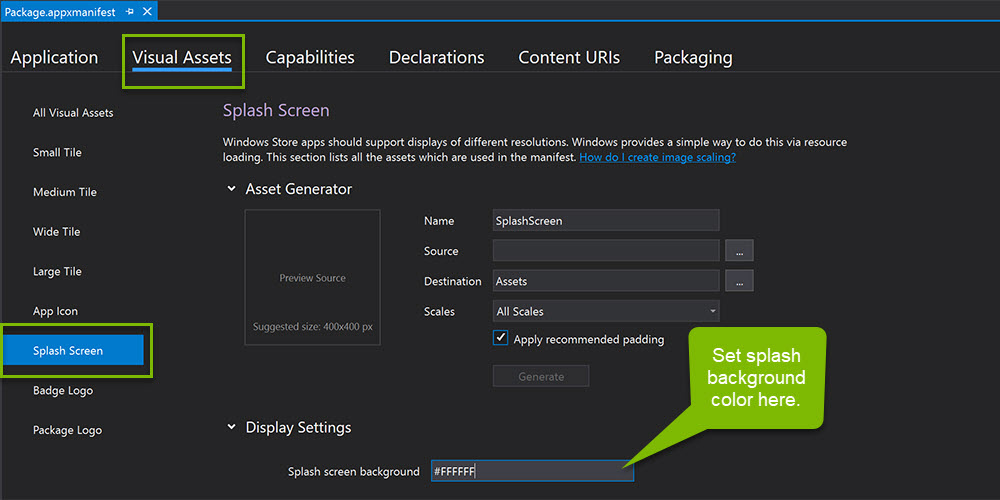 Package.appxmanifest
Application Visual Assets Capabilities Declarations Content URIs Packaging
All Visual Assets
Small Tile
Medium Tile
Wide Tile
Large Tile
App Icon
Splash Screen
Badge Logo
Package Logo
Splash Screen
Windows Store apps should support displays of different resolutions. Windows provides a simple way to do this via resource
loading. This section lists all the assets which are used in the manifest. How do I create image scaling?
Asset Generator
Preview Source
Suggested size: 400x400 px
Name SplashScreen
Source ...
Destination Assets ...
Scales All Scales
Apply recommended padding
Generate
Set splash
background
color here.
Display Settings
Splash screen background #FFFFFF